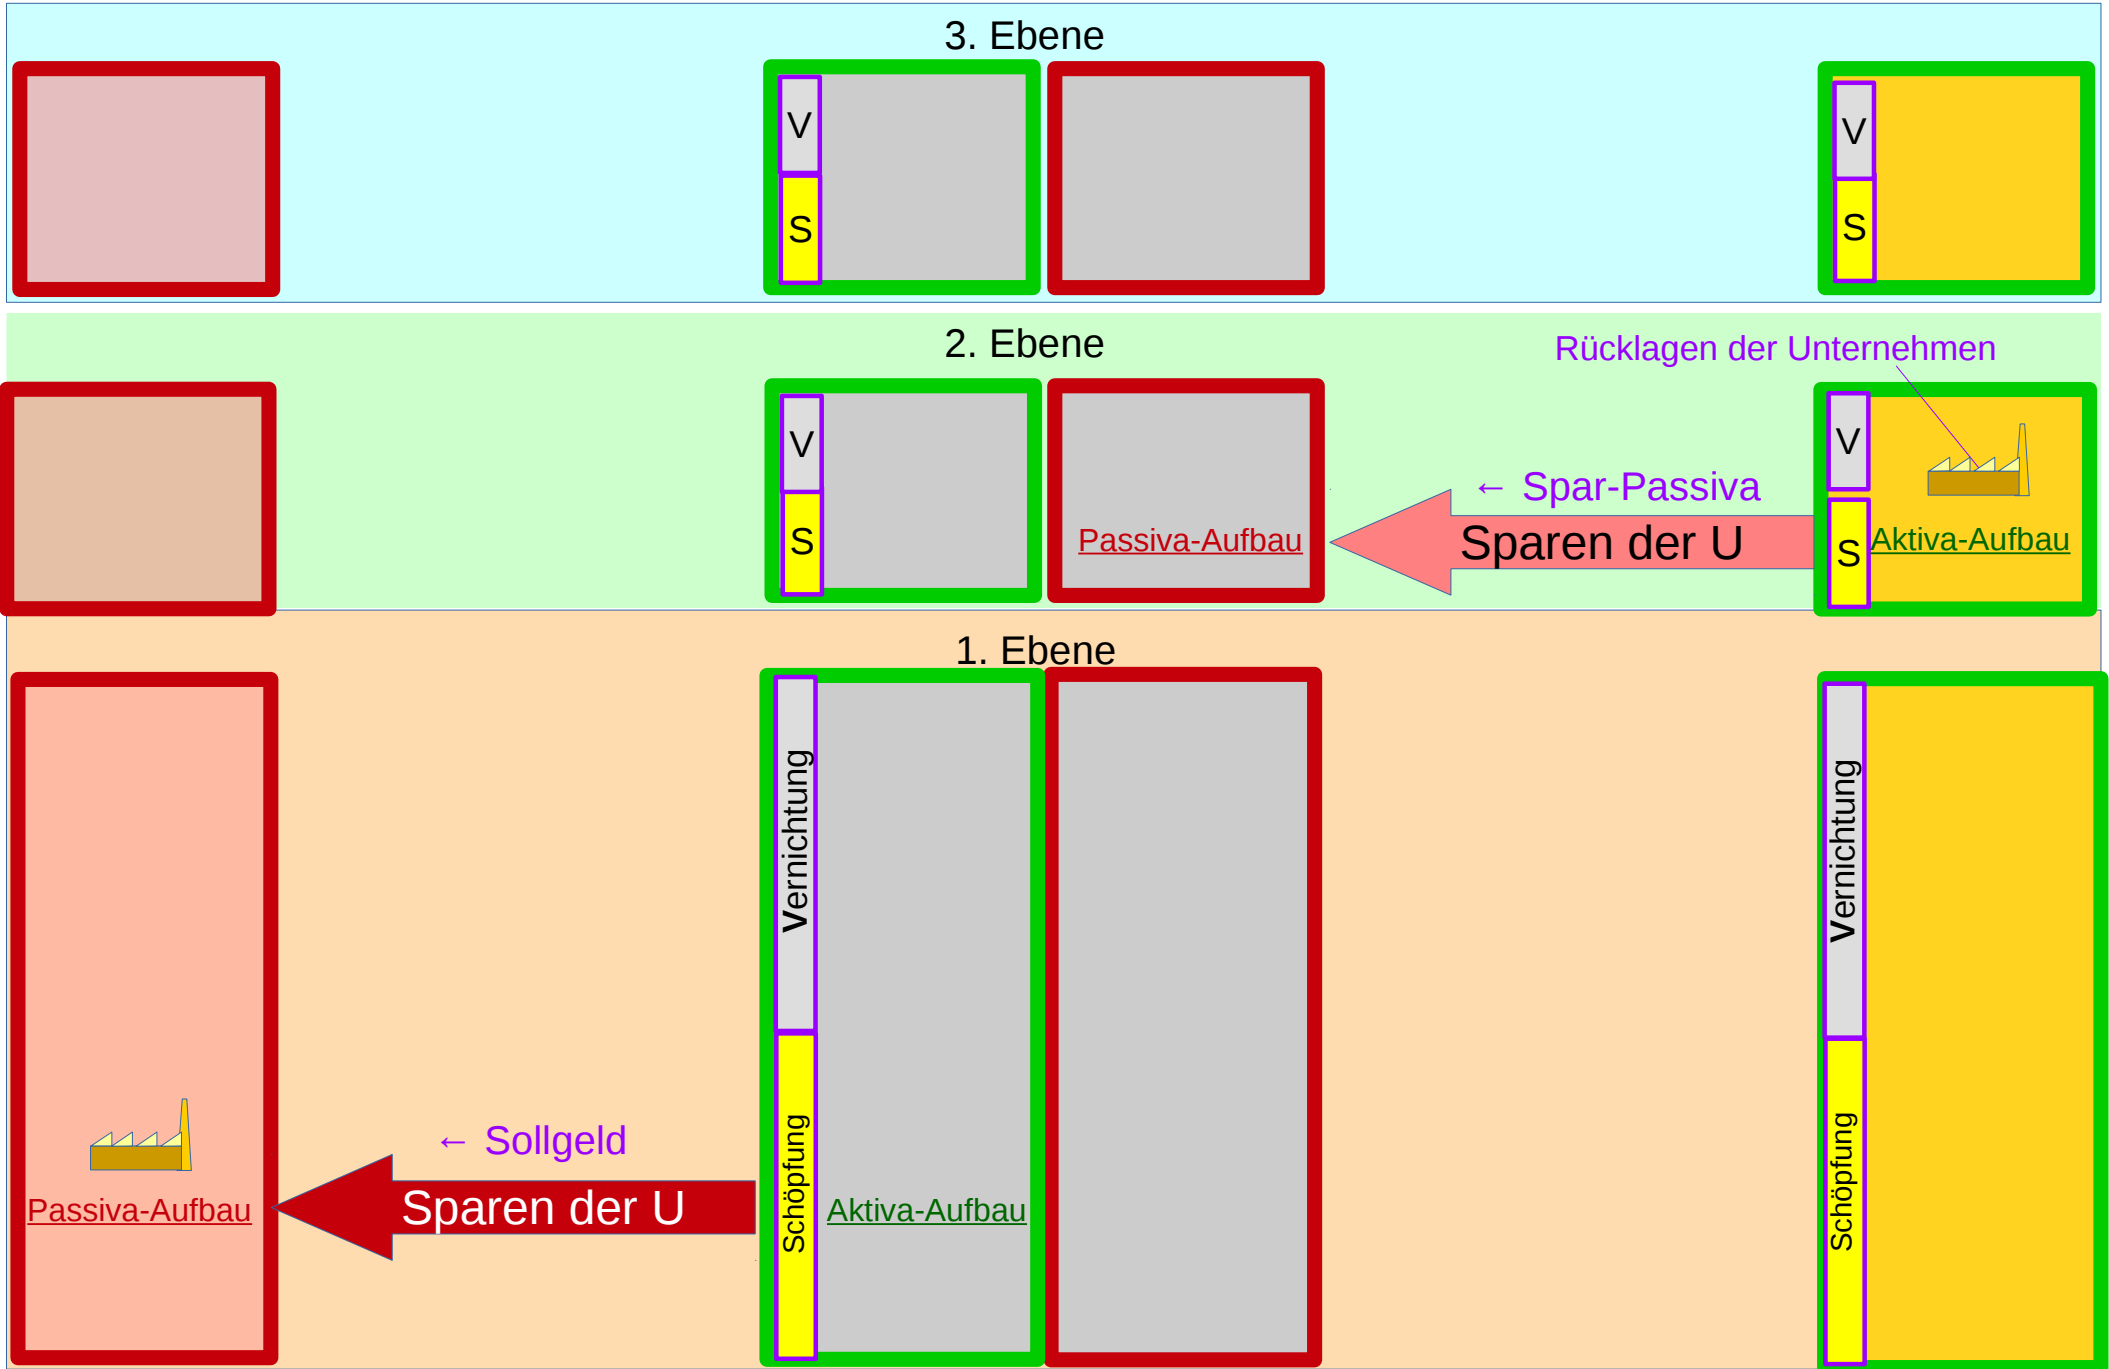 3. Ebene
V
V
S
S
2. Ebene
Rücklagen der Unternehmen
V
V
← Spar-Passiva
S
Passiva-Aufbau
Sparen der U
S
Aktiva-Aufbau
1. Ebene
Vernichtung
Vernichtung
← Sollgeld
Schöpfung
Schöpfung
Passiva-Aufbau
Sparen der U
Aktiva-Aufbau